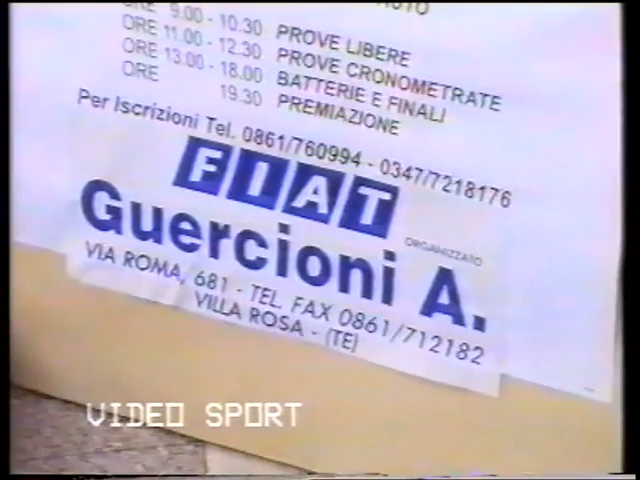 ORE 9.00 - 10.30 PROVE LIBERE
ORE 11.00 - 12.30 PROVE CRONOMETRATE
ORE 13.00 - 18.00 BATTERIE E FINALI
ORE 19.30 PREMIAZIONE
Per Iscrizioni Tel. 0861/760994 - 0347/7218176
FIAT
ORGANIZZATO
Guercioni A.
VIA ROMA, 681 - TEL. FAX 0861/712182
VILLA ROSA - (TE)
VIDEO SPORT